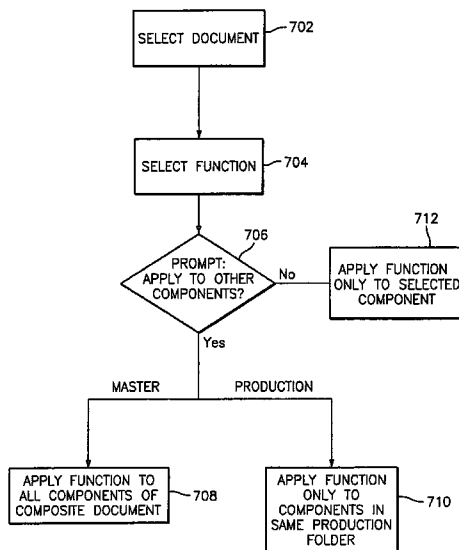 SELECT DOCUMENT
702
SELECT FUNCTION
704
706
PROMPT:
APPLY TO OTHER
COMPONENTS?
No
712
APPLY FUNCTION
ONLY TO SELECTED
COMPONENT
Yes
MASTER
PRODUCTION
APPLY FUNCTION TO
ALL COMPONENTS OF
COMPOSITE DOCUMENT
708
APPLY FUNCTION
ONLY TO
COMPONENTS IN
SAME PRODUCTION
FOLDER
710